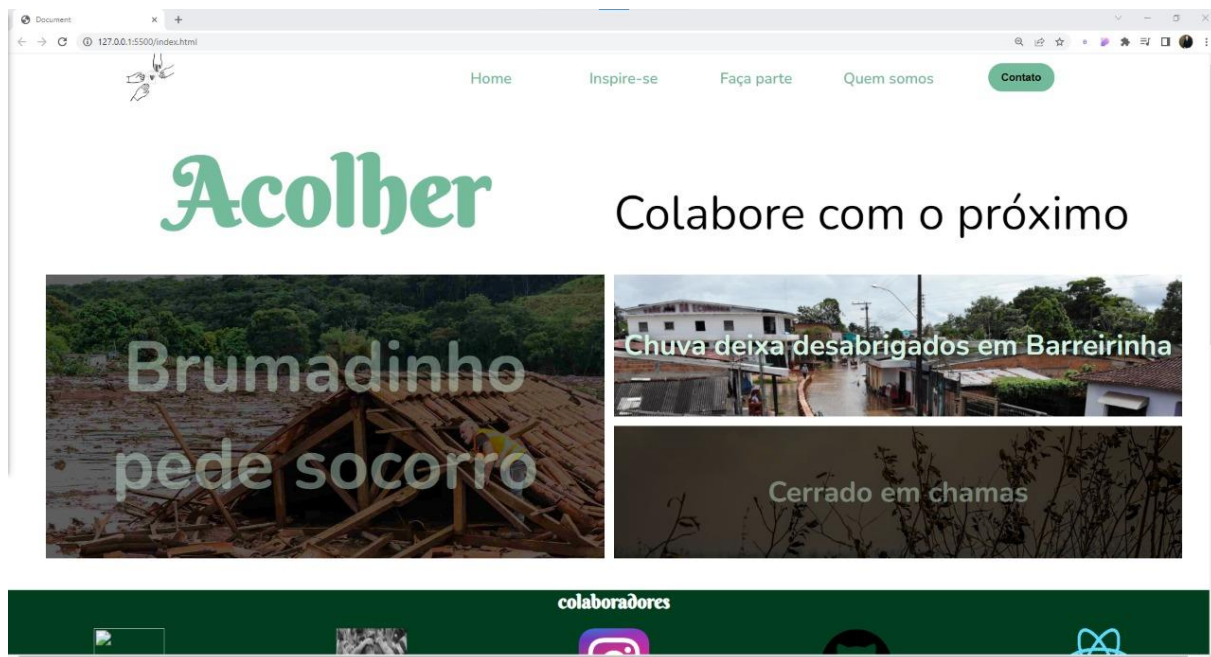 Document
127.0.0.1:5500/index.html
Home Inspire-se Faça parte Quem somos Contato
Acolher
Colabore com o próximo
Brumadinho
pede socorro
Chuva deixa desabrigados em Barreirinha
Cerrado em chamas
colaboradores